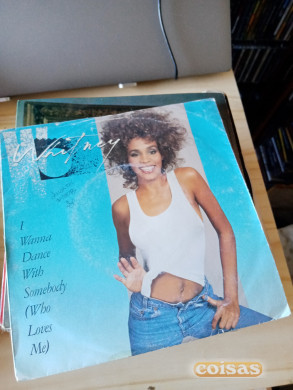 Whitney
I
Wanna
Dance
With
Somebody
(Who
Loves
Me)
coisas